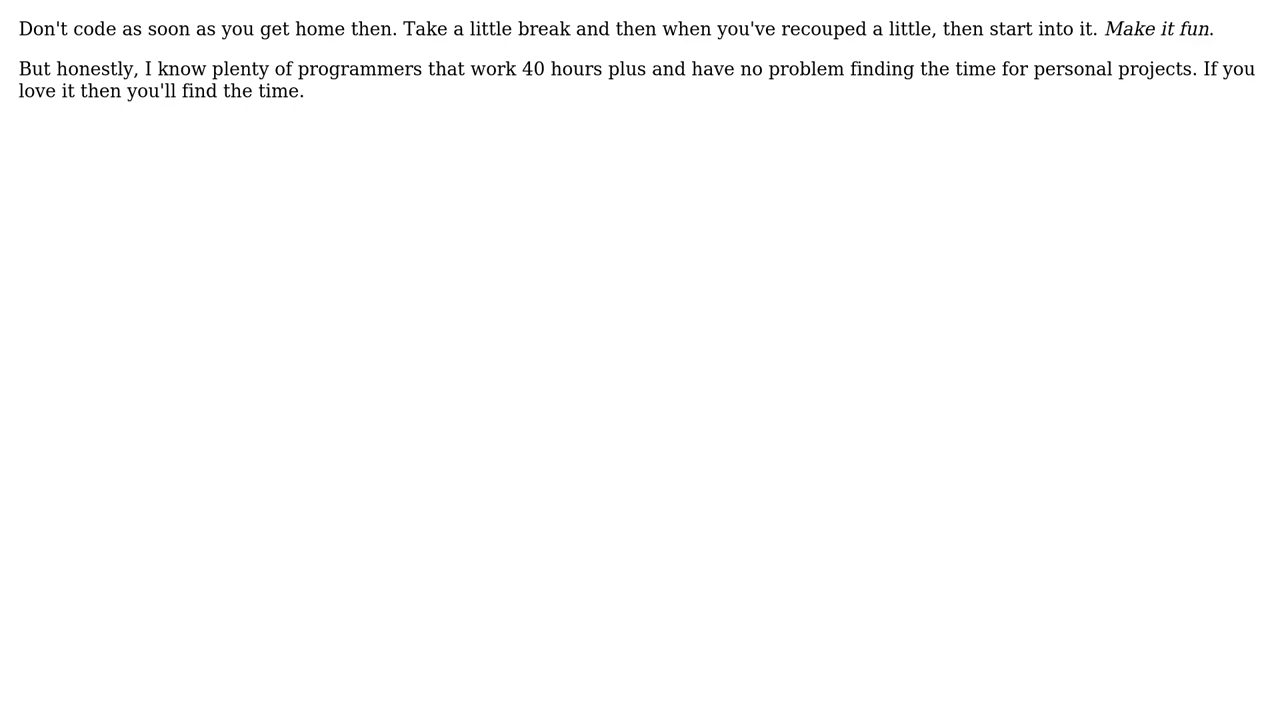 Don't code as soon as you get home then. Take a little break and then when you've recouped a little, then start into it. Make it fun.
But honestly, I know plenty of programmers that work 40 hours plus and have no problem finding the time for personal projects. If you
love it then you'll find the time.